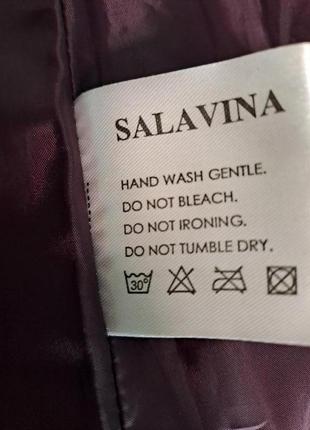 SALAVINA
HAND WASH GENTLE.
DO NOT BLEACH.
DO NOT IRONING.
DO NOT TUMBLE DRY.
30°